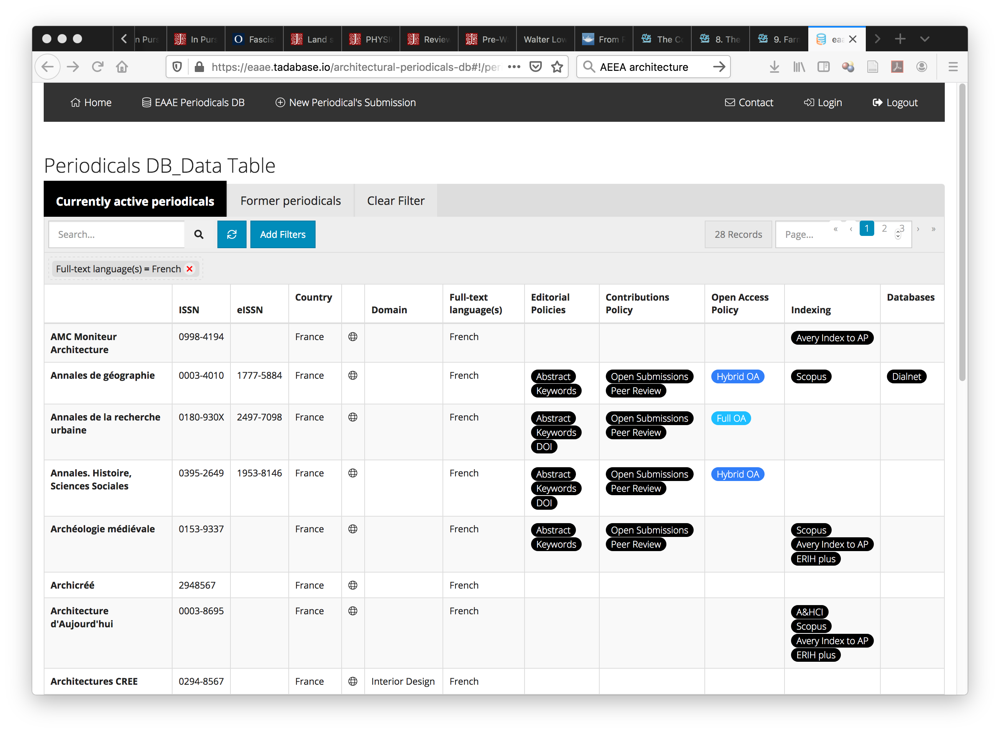 In Purs
Fascis
Land s
PHYSI
Review
Pre-W
Walter Low
From
The Co
8. The
9. Farm
eaa
https://eaae.tadabase.io/architectural-periodicals-db#!/per
AEEA architecture
Home
EAAE Periodicals DB
New Periodical's Submission
Contact
Login
Logout
Periodicals DB_Data Table
Currently active periodicals
Former periodicals
Clear Filter
Search...
Add Filters
28 Records
Page...
« ‹ 1 2 3 › »
Full-text language(s) = French
ISSN
eISSN
Country
Domain
Full-text
language(s)
Editorial
Policies
Contributions
Policy
Open Access
Policy
Indexing
Databases
AMC Moniteur
Architecture
0998-4194
France
French
Avery Index to AP
Annales de géographie
0003-4010
1777-5884
France
French
Abstract
Keywords
Open Submissions
Peer Review
Hybrid OA
Scopus
Dialnet
Annales de la recherche
urbaine
0180-930X
2497-7098
France
French
Abstract
Keywords
DOI
Open Submissions
Peer Review
Full OA
Annales. Histoire,
Sciences Sociales
0395-2649
1953-8146
France
French
Abstract
Keywords
DOI
Open Submissions
Peer Review
Hybrid OA
Archéologie médiévale
0153-9337
France
French
Abstract
Keywords
Open Submissions
Peer Review
Scopus
Avery Index to AP
ERIH plus
Archicréé
2948567
France
French
Architecture
d'Aujourd'hui
0003-8695
France
French
A&HCI
Scopus
Avery Index to AP
ERIH plus
Architectures CREE
0294-8567
France
Interior Design
French